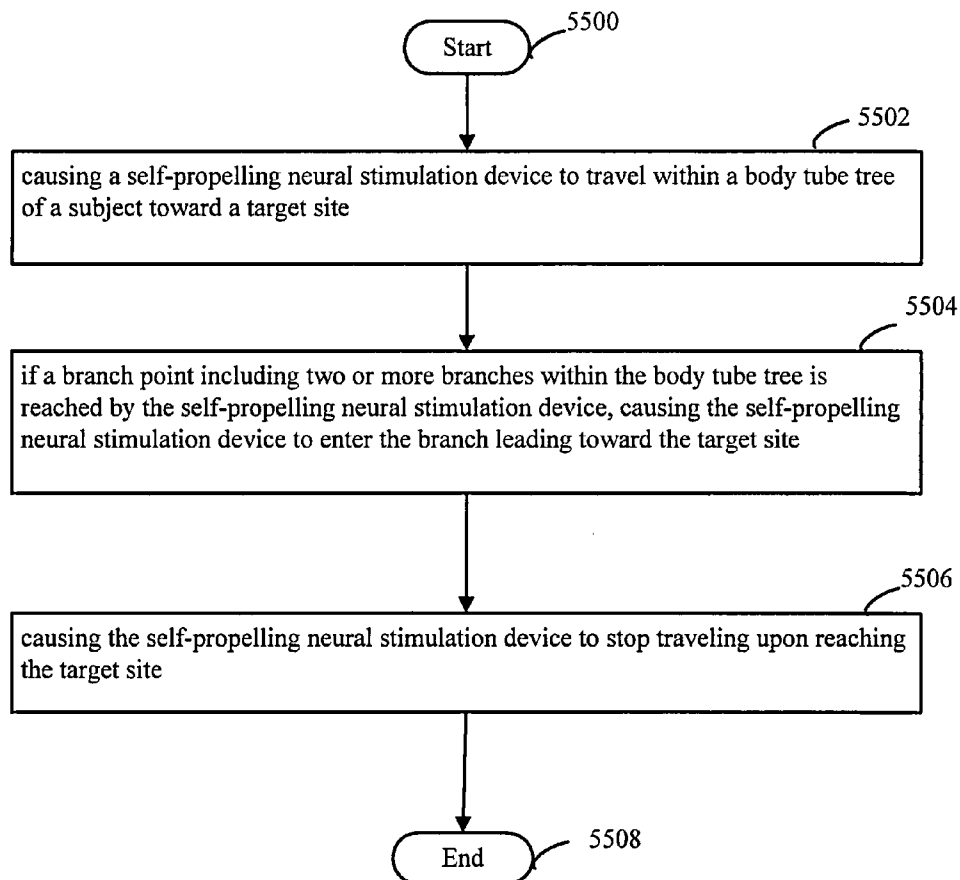 Start
5500
5502
causing a self-propelling neural stimulation device to travel within a body tube tree
of a subject toward a target site
5504
if a branch point including two or more branches within the body tube tree is
reached by the self-propelling neural stimulation device, causing the self-propelling
neural stimulation device to enter the branch leading toward the target site
5506
causing the self-propelling neural stimulation device to stop traveling upon reaching
the target site
End
5508